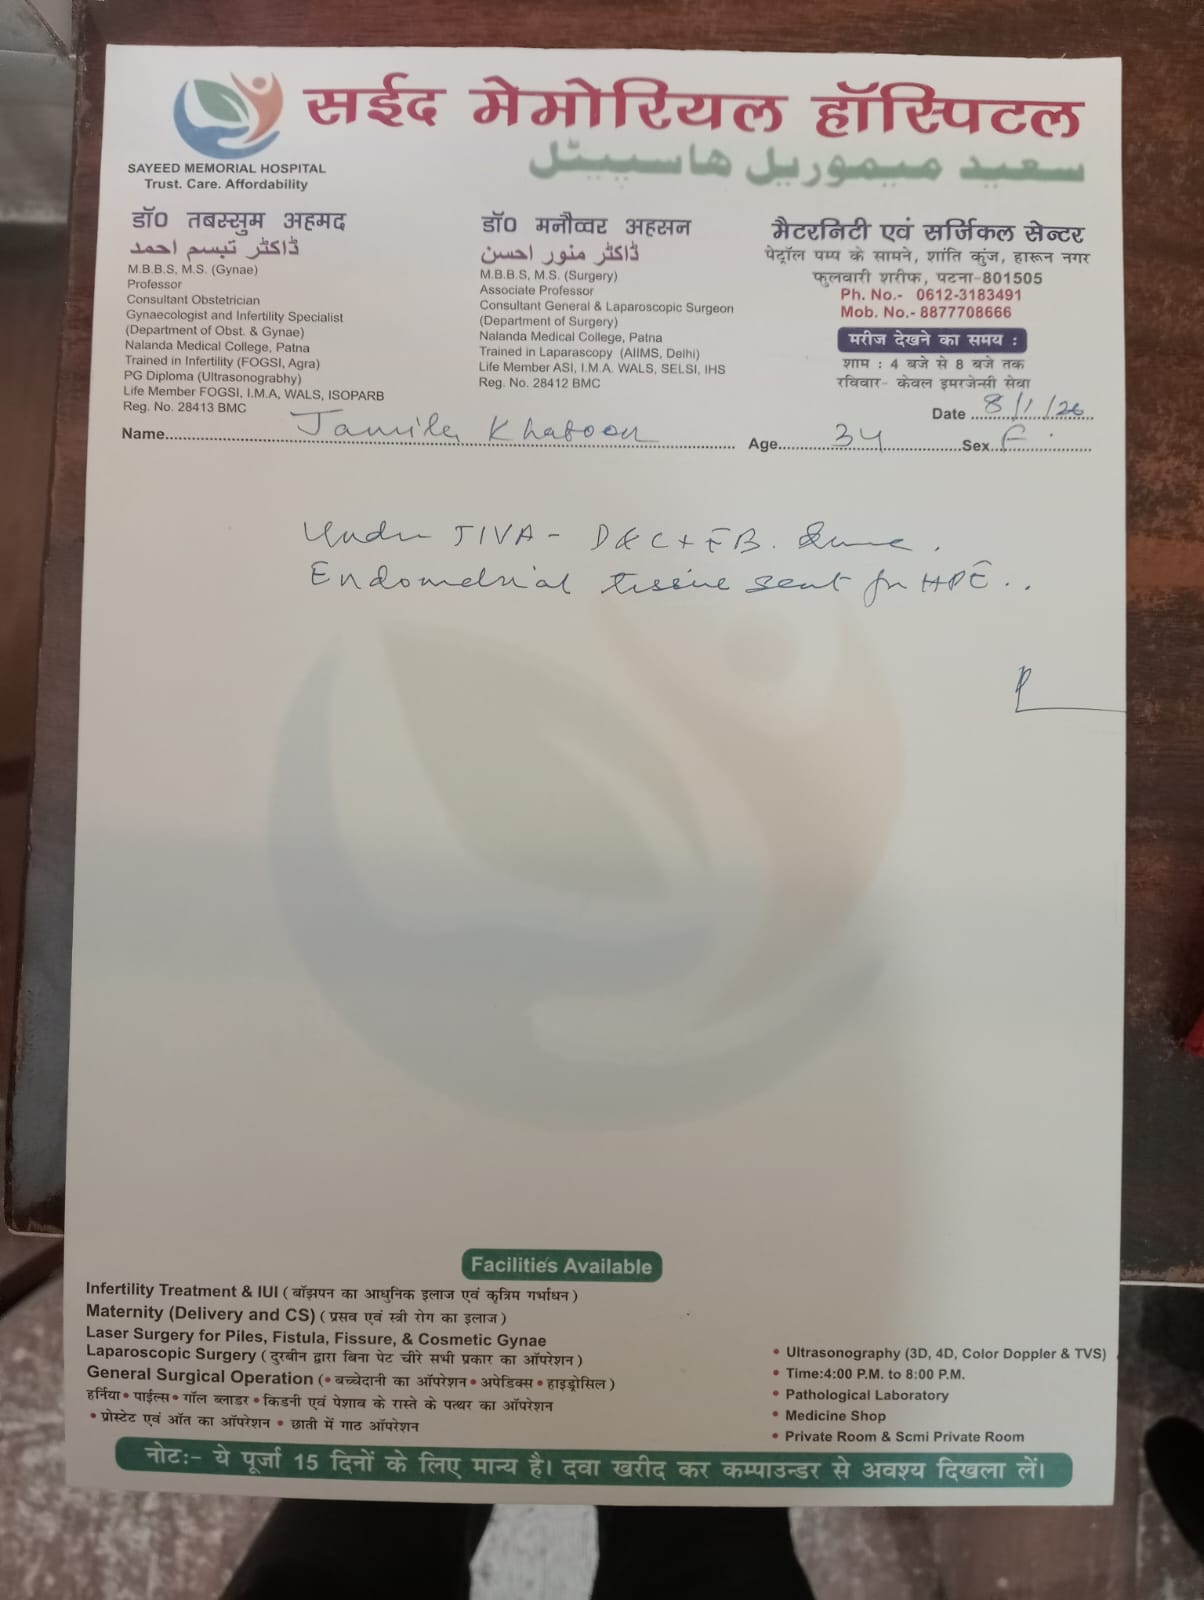 सईद मेमोरियल हॉस्पिटल
سعید میموریل هاسپیٹل
SAYEED MEMORIAL HOSPITAL
Trust. Care. Affordability
डॉ0 तबस्सुम अहमद
ڈاکٹر تبسم احمد
M.B.B.S, M.S. (Gynae)
Professor
Consultant Obstetrician
Gynaecologist and Infertility Specialist
(Department of Obst. & Gynae)
Nalanda Medical College, Patna
Trained in Infertility (FOGSI, Agra)
PG Diploma (Ultrasonograbhy)
Life Member FOGSI, I.M.A, WALS, ISOPARB
Reg. No. 28413 BMC
डॉ0 मनौव्वर अहसन
ڈاکٹر منور احسن
M.B.B.S, M.S. (Surgery)
Associate Professor
Consultant General & Laparoscopic Surgeon
(Department of Surgery)
Nalanda Medical College, Patna
Trained in Laparascopy (AIIMS, Delhi)
Life Member ASI, I.M.A. WALS, SELSI, IHS
Reg. No. 28412 BMC
मैटरनिटी एवं सर्जिकल सेन्टर
पेट्रॉल पम्प के सामने, शांति कुंज, हारून नगर
फुलवारी शरीफ, पटना-801505
Ph. No.- 0612-3183491
Mob. No.- 8877708666
मरीज देखने का समय :
शाम : 4 बजे से 8 बजे तक
रविवार- केवल इमरजेन्सी सेवा
Date 8/1/26
Name Jamila Khatoon Age 34 Sex F
Under TIVA - D&C + EB. Done.
Endometrial tissue sent for HPE..
Facilities Available
Infertility Treatment & IUI ( बॉझपन का आधुनिक इलाज एवं कृत्रिम गर्भाधन )
Maternity (Delivery and CS) ( प्रसव एवं स्त्री रोग का इलाज )
Laser Surgery for Piles, Fistula, Fissure, & Cosmetic Gynae
Laparoscopic Surgery ( दुरबीन द्वारा बिना पेट चीरे सभी प्रकार का ऑपरेशन )
General Surgical Operation (• बच्चेदानी का ऑपरेशन • अपेडिक्स • हाइड्रोसिल )
हर्निया • पाईल्स • गॉल ब्लाडर • किडनी एवं पेशाब के रास्ते के पत्थर का ऑपरेशन
• प्रोस्टेट एवं ऑत का ऑपरेशन • छाती में गाठ ऑपरेशन
• Ultrasonography (3D, 4D, Color Doppler & TVS)
• Time:4:00 P.M. to 8:00 P.M.
• Pathological Laboratory
• Medicine Shop
• Private Room & Scmi Private Room
नोटः- ये पूर्जा 15 दिनों के लिए मान्य है। दवा खरीद कर कम्पाउन्डर से अवश्य दिखला लें।